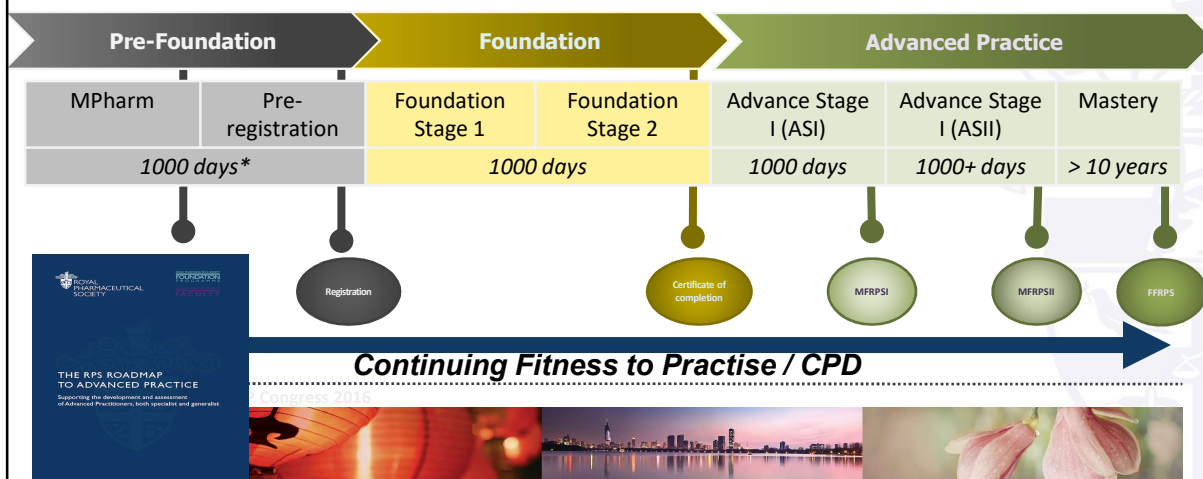 Pre-Foundation
Foundation
Advanced Practice
MPharm
Pre-
registration
Foundation
Stage 1
Foundation
Stage 2
Advance Stage
I (ASI)
Advance Stage
I (ASII)
Mastery
1000 days*
1000 days
1000 days
1000+ days
> 10 years
Registration
Certificate of
completion
MFRPSI
MFRPSII
FFRPS
ROYAL
PHARMACEUTICAL
SOCIETY
FOUNDATION
PROGRAMME
FACULTY
THE RPS ROADMAP
TO ADVANCED PRACTICE
Supporting the development and assessment
of Advanced Practitioners, both specialist and generalist
Continuing Fitness to Practise / CPD
Congress 2016